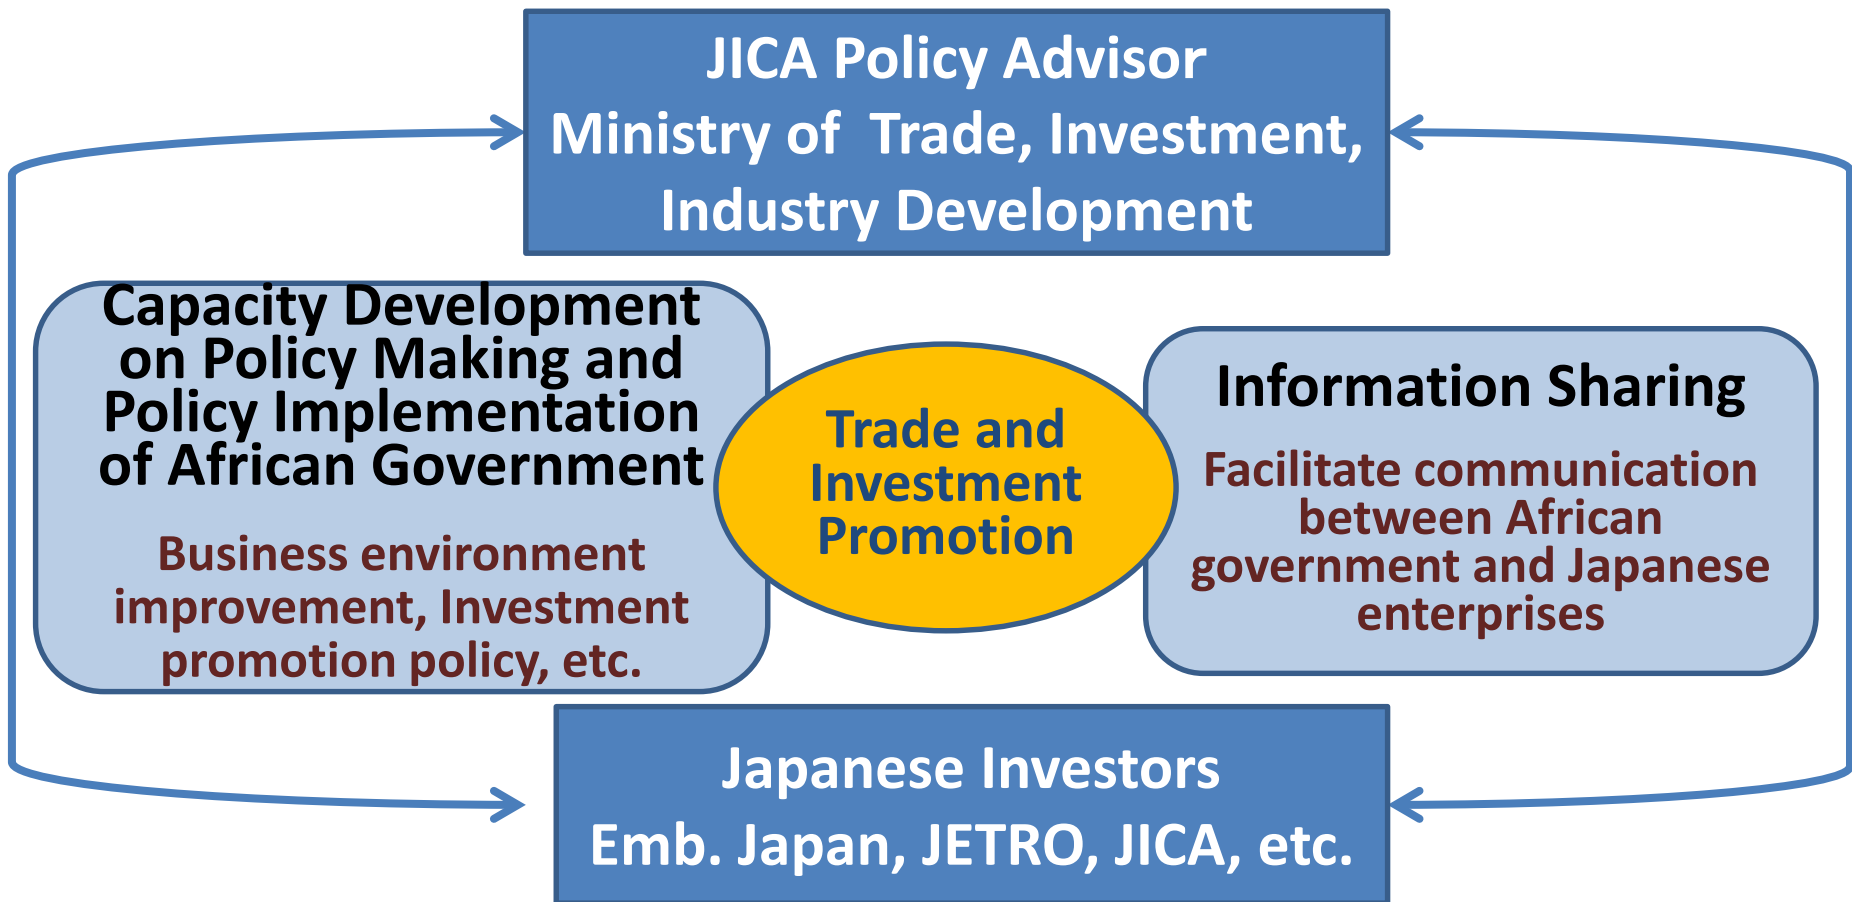 JICA Policy Advisor
Ministry of  Trade, Investment,
Industry Development
Capacity Development
on Policy Making and
Policy Implementation
of African Government
Business environment
improvement, Investment
promotion policy, etc.
Trade and
Investment
Promotion
Information Sharing
Facilitate communication
between African
government and Japanese
enterprises
Japanese Investors
Emb. Japan, JETRO, JICA, etc.